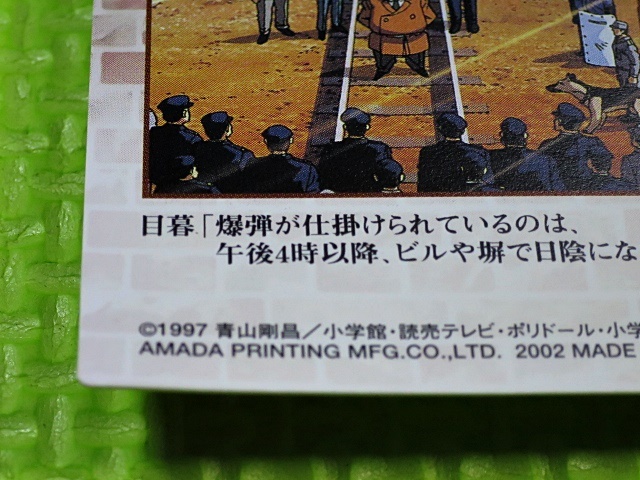 目暮「爆弾が仕掛けられているのは、
午後4時以降、ビルや塀で日陰にな
©1997 青山剛昌／小学館・読売テレビ・ポリドール・小学
AMADA PRINTING MFG.CO.,LTD. 2002 MADE